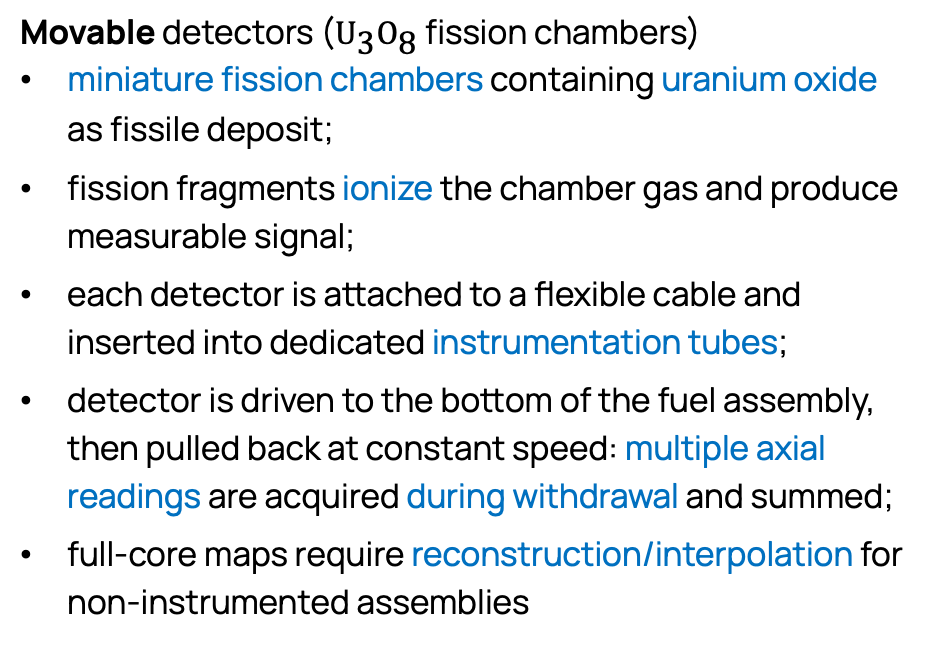 Movable detectors (U₃O₈ fission chambers)
• miniature fission chambers containing uranium oxide
as fissile deposit;
• fission fragments ionize the chamber gas and produce
measurable signal;
• each detector is attached to a flexible cable and
inserted into dedicated instrumentation tubes;
• detector is driven to the bottom of the fuel assembly,
then pulled back at constant speed: multiple axial
readings are acquired during withdrawal and summed;
• full-core maps require reconstruction/interpolation for
non-instrumented assemblies